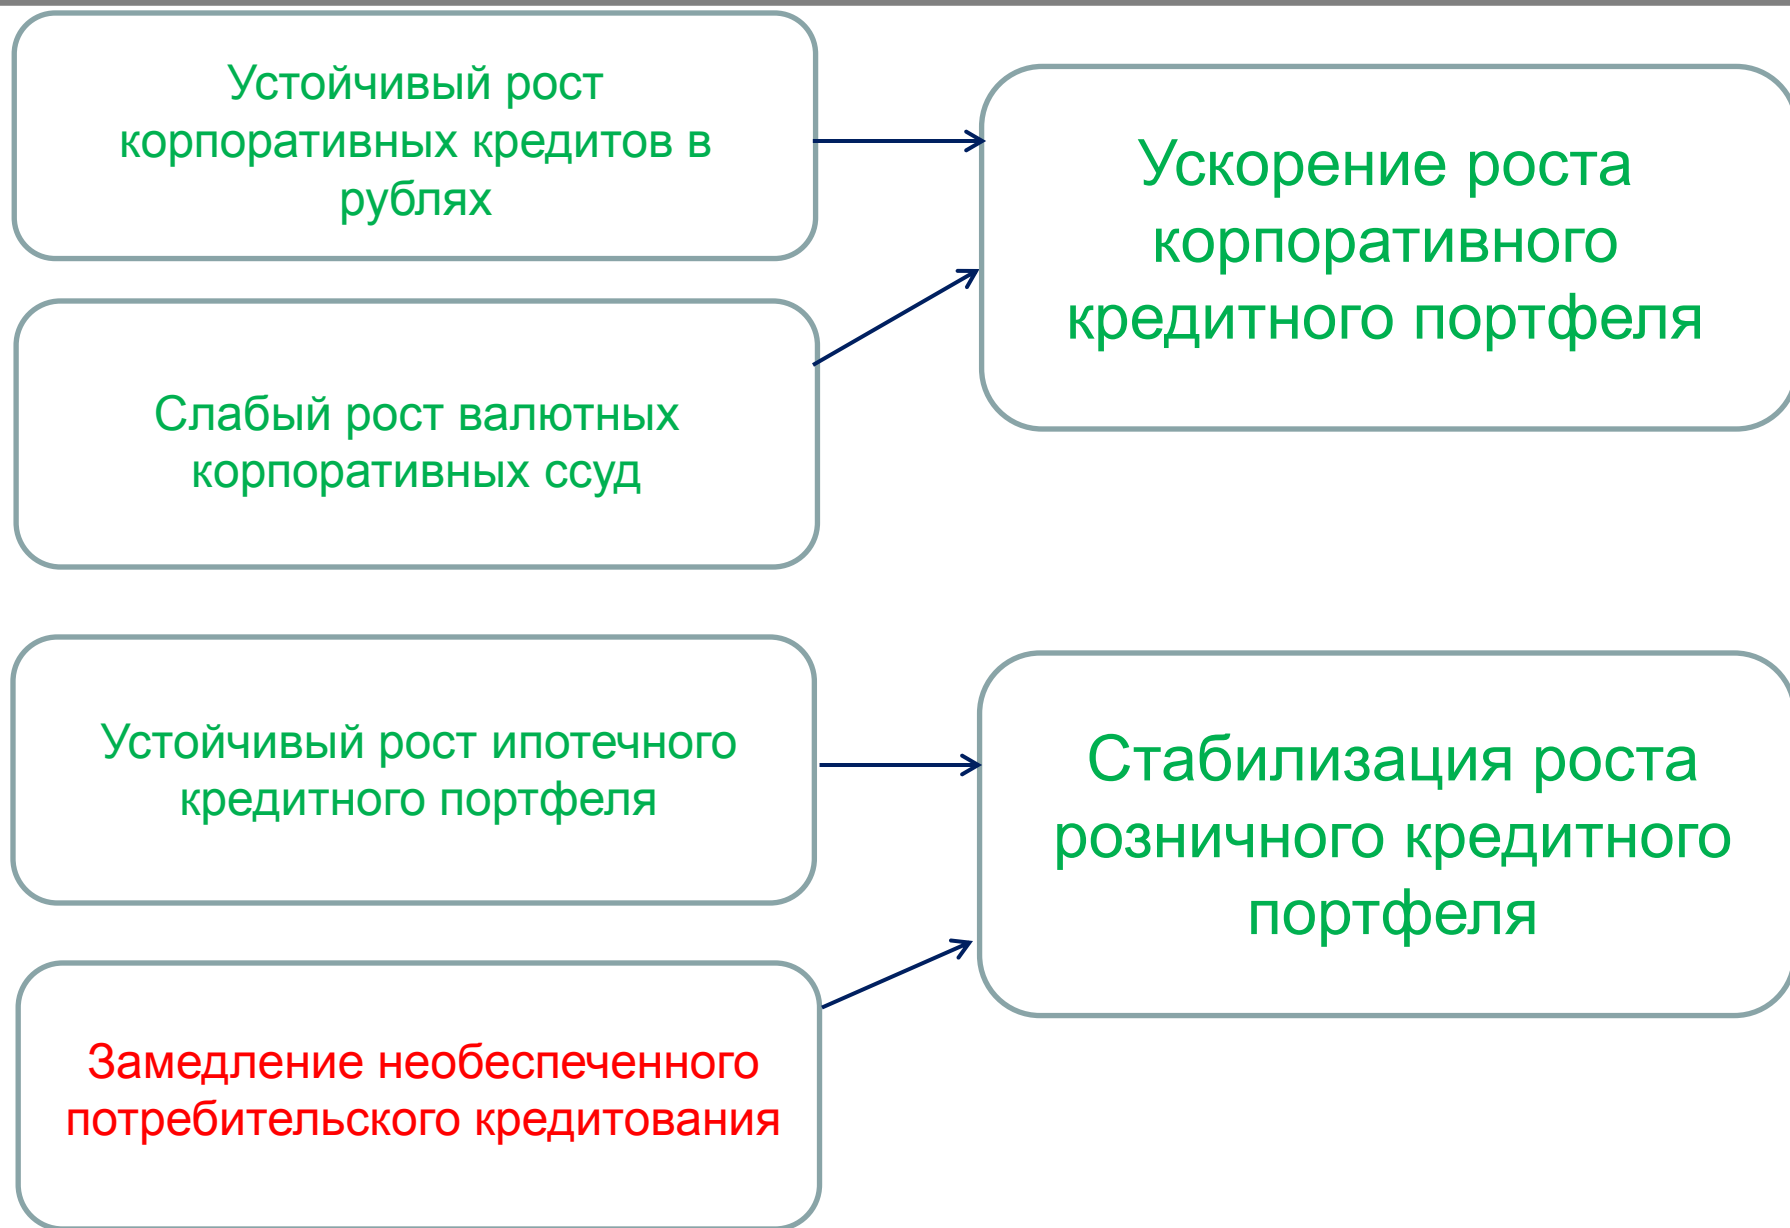 Устойчивый рост
корпоративных кредитов в
рублях
Ускорение роста
корпоративного
кредитного портфеля
Слабый рост валютных
корпоративных ссуд
Устойчивый рост ипотечного
кредитного портфеля
Стабилизация роста
розничного кредитного
портфеля
Замедление необеспеченного
потребительского кредитования